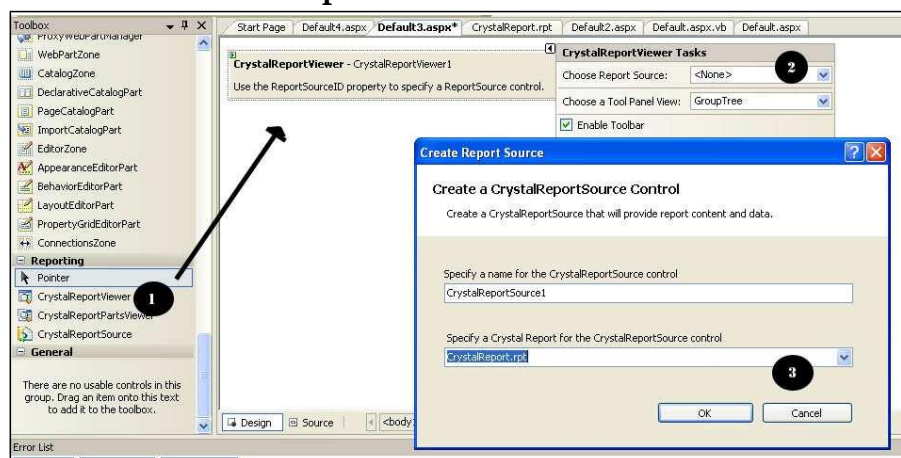 Toolbox
ProxyWebPartManager
WebPartZone
CatalogZone
DeclarativeCatalogPart
PageCatalogPart
ImportCatalogPart
EditorZone
AppearanceEditorPart
BehaviorEditorPart
LayoutEditorPart
PropertyGridEditorPart
ConnectionsZone
Reporting
Pointer
CrystalReportViewer
1
CrystalReportPartsViewer
CrystalReportSource
General
There are no usable controls in this
group. Drag an item onto this text
to add it to the toolbox.
Error List
Start Page Default4.aspx Default3.aspx* CrystalReport.rpt Default2.aspx Default.aspx.vb Default.aspx
CrystalReportViewer - CrystalReportViewer1
Use the ReportSourceID property to specify a ReportSource control.
CrystalReportViewer Tasks
Choose Report Source: <None>
2
Choose a Tool Panel View: GroupTree
Enable Toolbar
Create Report Source
Create a CrystalReportSource Control
Create a CrystalReportSource that will provide report content and data.
Specify a name for the CrystalReportSource control
CrystalReportSource1
Specify a Crystal Report for the CrystalReportSource control
CrystalReport.rpt
3
OK Cancel
Design Source <body>